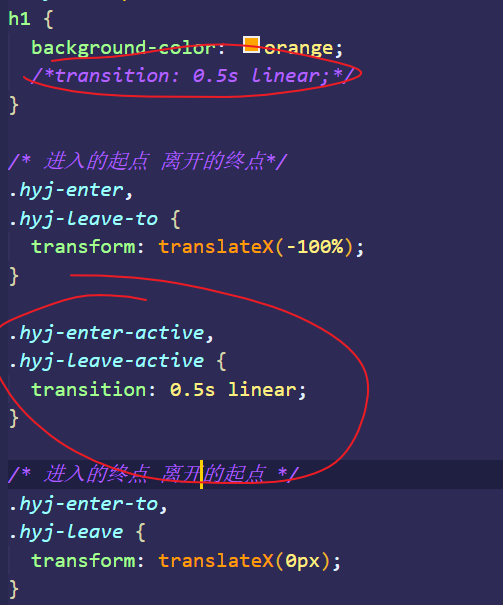 h1 {
background-color: orange;
/*transition: 0.5s linear;*/
}
/* 进入的起点 离开的终点*/
.hyj-enter,
.hyj-leave-to {
transform: translateX(-100%);
}
.hyj-enter-active,
.hyj-leave-active {
transition: 0.5s linear;
}
/* 进入的终点 离开的起点 */
.hyj-enter-to,
.hyj-leave {
transform: translateX(0px);
}